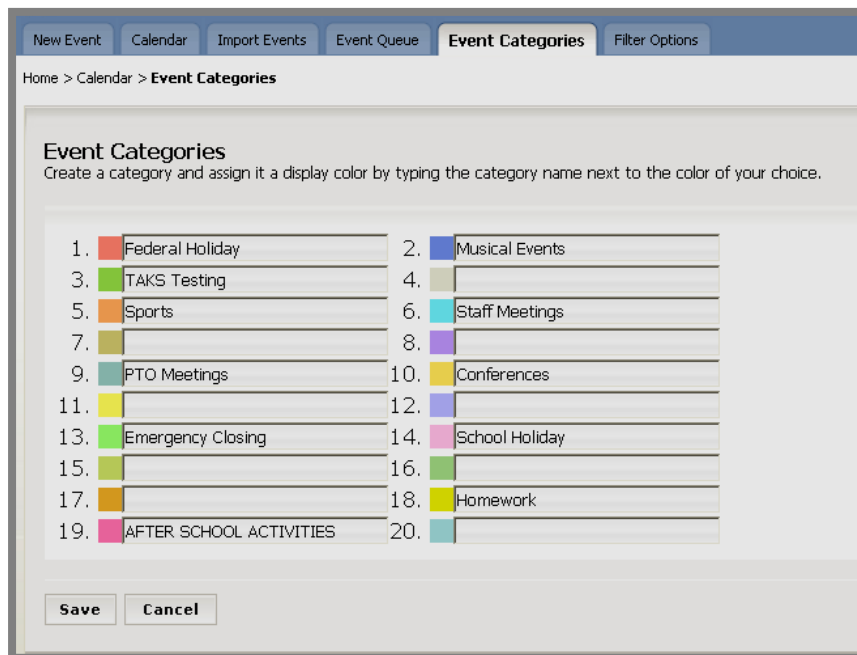 New Event Calendar Import Events Event Queue Event Categories Filter Options
Home > Calendar > Event Categories
Event Categories
Create a category and assign it a display color by typing the category name next to the color of your choice.
1. Federal Holiday 2. Musical Events
3. TAKS Testing 4.
5. Sports 6. Staff Meetings
7. 8.
9. PTO Meetings 10. Conferences
11. 12.
13. Emergency Closing 14. School Holiday
15. 16.
17. 18. Homework
19. AFTER SCHOOL ACTIVITIES 20.
Save Cancel